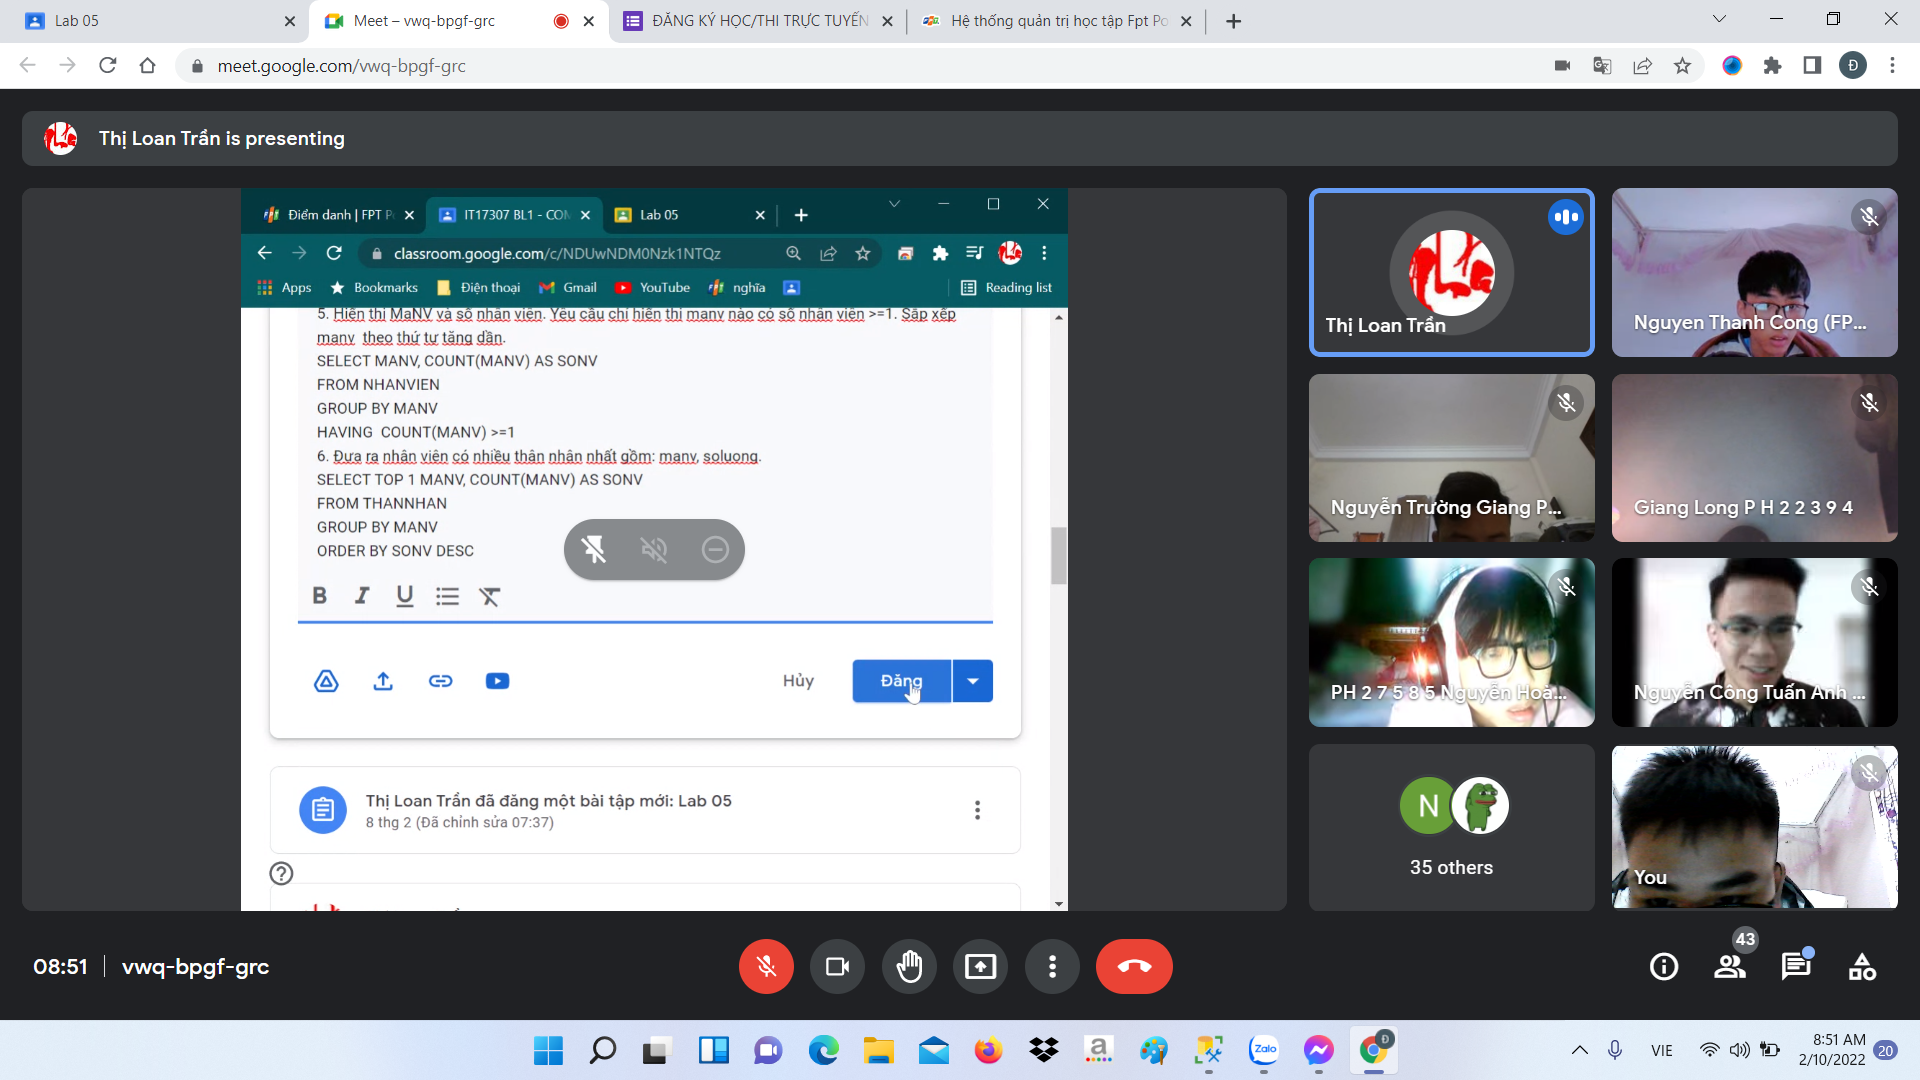 Lab 05
Meet – vwq-bpgf-grc
ĐĂNG KÝ HỌC/THI TRỰC TUYẾN
Hệ thống quản trị học tập Fpt Po
meet.google.com/vwq-bpgf-grc
Đ
Thị Loan Trần is presenting
Điểm danh | FPT P
IT17307 BL1 - COM
Lab 05
classroom.google.com/c/NDUwNDM0Nzk1NTQz
Apps
Bookmarks
Điện thoại
Gmail
YouTube
nghĩa
Reading list
5. Hiển thị MaNV và số nhân viên. Yêu cầu chỉ hiển thị manv nào có số nhân viên >=1. Sắp xếp
manv theo thứ tự tăng dần.
SELECT MANV, COUNT(MANV) AS SONV
FROM NHANVIEN
GROUP BY MANV
HAVING COUNT(MANV) >=1
6. Đưa ra nhân viên có nhiều thân nhân nhất gồm: manv, soluong.
SELECT TOP 1 MANV, COUNT(MANV) AS SONV
FROM THANNHAN
GROUP BY MANV
ORDER BY SONV DESC
B I U
Hủy
Đăng
Thị Loan Trần đã đăng một bài tập mới: Lab 05
8 thg 2 (Đã chỉnh sửa 07:37)
Thị Loan Trần
Nguyen Thanh Cong (FP...
Nguyễn Trường Giang P...
Giang Long P H 2 2 3 9 4
PH 2 7 5 8 5 Nguyễn Hoà...
Nguyễn Công Tuấn Anh ...
N
35 others
You
08:51
vwq-bpgf-grc
43
Zalo
Đ
VIE
8:51 AM
2/10/2022
20